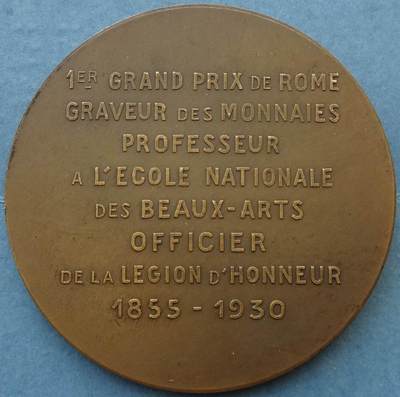 1ER GRAND PRIX DE ROME
GRAVEUR DES MONNAIES
PROFESSEUR
A L'ECOLE NATIONALE
DES BEAUX-ARTS
OFFICIER
DE LA LEGION D'HONNEUR
1855 - 1930